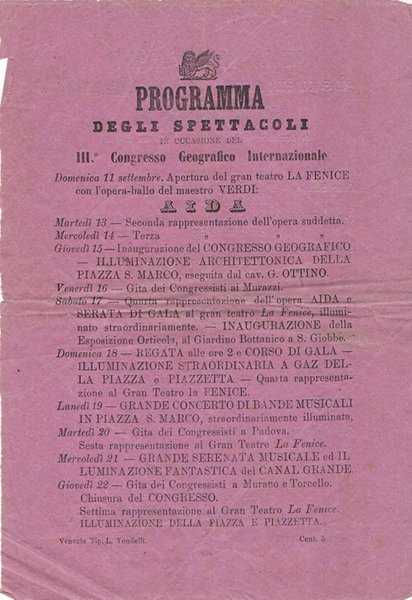 PROGRAMMA
DEGLI SPETTACOLI
IN OCCASIONE DEL
III.° Congresso Geografico Internazionale
Domenica 11 settembre. Apertura del gran teatro LA FENICE
con l'opera-ballo del maestro VERDI:
AIDA
Martedì 13 — Seconda rappresentazione dell'opera suddetta.
Mercoledì 14 — Terza „ „ „
Giovedì 15 — Inaugurazione del CONGRESSO GEOGRAFICO
— ILLUMINAZIONE ARCHITETTONICA DELLA
PIAZZA S. MARCO, eseguita dal cav. G. OTTINO.
Venerdì 16 — Gita dei Congressisti ai Murazzi.
Sabato 17 — Quarta rappresentazione dell'opera AIDA e
SERATA DI GALA al gran teatro La Fenice, illumi-
nato straordinariamente. — INAUGURAZIONE della
Esposizione Orticola, al Giardino Bottanico a S. Giobbe.
Domenica 18 — REGATA alle ore 2 e CORSO DI GALA —
ILLUMINAZIONE STRAORDINARIA A GAZ DEL-
LA PIAZZA e PIAZZETTA — Quarta rappresenta-
zione al Gran Teatro la FENICE.
Lunedì 19 — GRANDE CONCERTO DI BANDE MUSICALI
IN PIAZZA S. MARCO, straordinariamente illuminata.
Martedì 20 — Gita dei Congressisti a Padova.
Sesta rappresentazione al Gran Teatro La Fenice.
Mercoledì 21 — GRANDE SERENATA MUSICALE ed IL
LUMINAZIONE FANTASTICA del CANAL GRANDE.
Giovedì 22 — Gita dei Congressisti a Murano e Torcello.
Chiusura del CONGRESSO.
Settima rappresentazione al Gran Teatro La Fenice.
ILLUMINAZIONE DELLA PIAZZA E PIAZZETTA.
Venezia Tip. L. Tondelli. Cent. 5